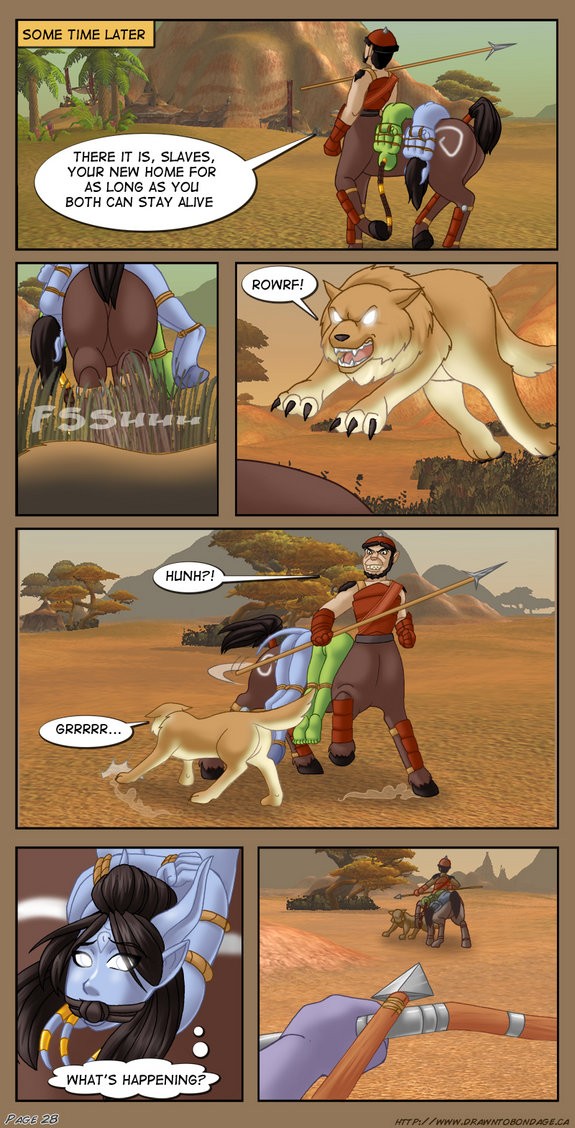 SOME TIME LATER
THERE IT IS, SLAVES,
YOUR NEW HOME FOR
AS LONG AS YOU
BOTH CAN STAY ALIVE
FSSHHHH
ROWRF!
HUNH?!
GRRRRR...
WHAT'S HAPPENING?
PAGE 28
HTTP://WWW.DRAWNTOBONDAGE.CA